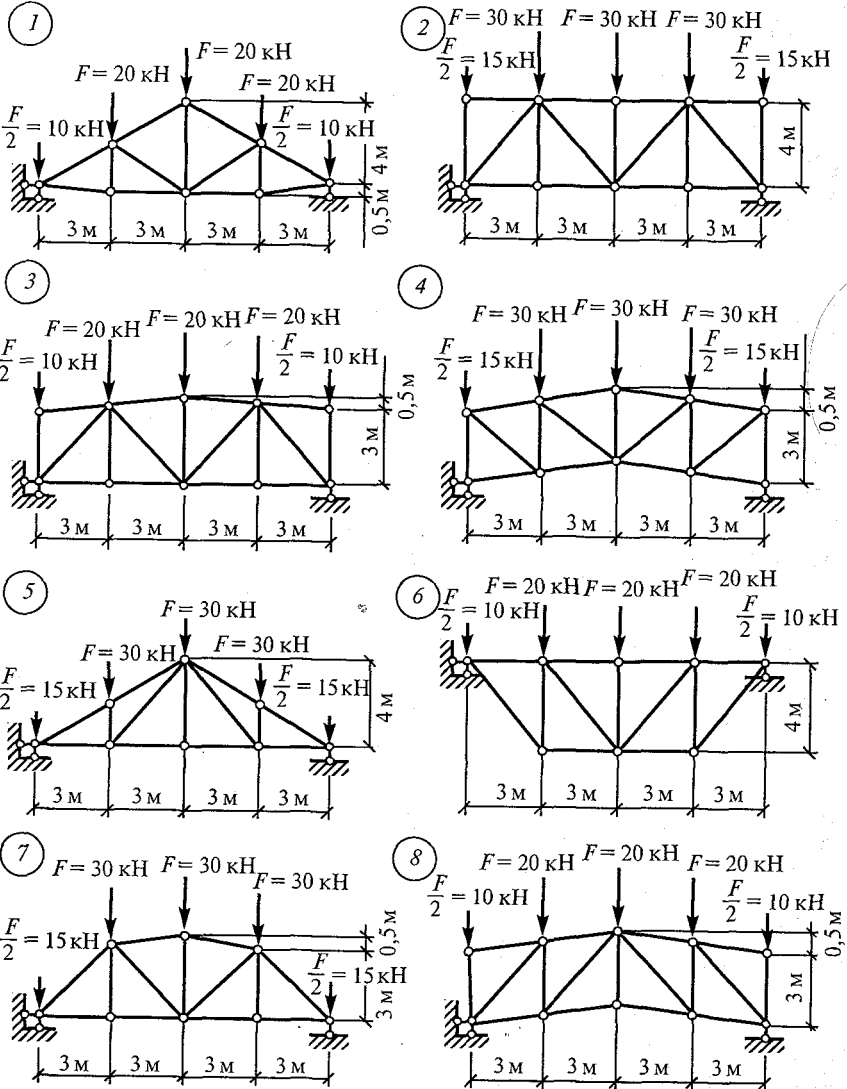 1
F = 20 кН
F = 20 кН
F = 20 кН
F/2 = 10 кН
F/2 = 10 кН
4 м
0,5 м
3 м 3 м 3 м 3 м
2
F = 30 кН F = 30 кН F = 30 кН
F/2 = 15 кН
F/2 = 15 кН
4 м
3 м 3 м 3 м 3 м
3
F = 20 кН F = 20 кН F = 20 кН
F/2 = 10 кН
F/2 = 10 кН
0,5 м
3 м
3 м 3 м 3 м 3 м
4
F = 30 кН F = 30 кН F = 30 кН
F/2 = 15 кН
F/2 = 15 кН
0,5 м
3 м
3 м 3 м 3 м 3 м
5
F = 30 кН
F = 30 кН F = 30 кН
F/2 = 15 кН
F/2 = 15 кН
4 м
3 м 3 м 3 м 3 м
6
F = 20 кН F = 20 кН F = 20 кН
F/2 = 10 кН
F/2 = 10 кН
4 м
3 м 3 м 3 м 3 м
7
F = 30 кН F = 30 кН
F = 30 кН
F/2 = 15 кН
F/2 = 15 кН
0,5 м
3 м
3 м 3 м 3 м 3 м
8
F = 20 кН F = 20 кН F = 20 кН
F/2 = 10 кН
F/2 = 10 кН
0,5 м
3 м
3 м 3 м 3 м 3 м